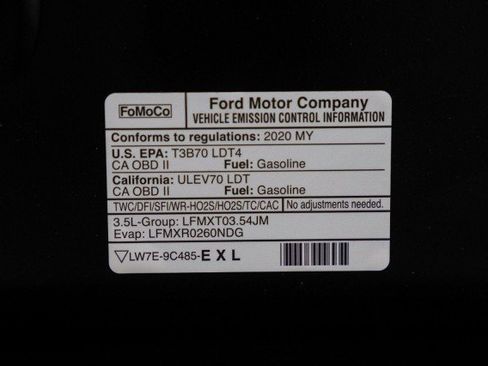 FoMoCo
Ford Motor Company
VEHICLE EMISSION CONTROL INFORMATION
Conforms to regulations: 2020 MY
U.S. EPA: T3B70 LDT4
CA OBD II Fuel: Gasoline
California: ULEV70 LDT
CA OBD II Fuel: Gasoline
TWC/DFI/SFI/WR-HO2S/HO2S/TC/CAC No adjustments needed.
3.5L-Group: LFMXT03.54JM
Evap: LFMXR0260NDG
LW7E-9C485-E X L